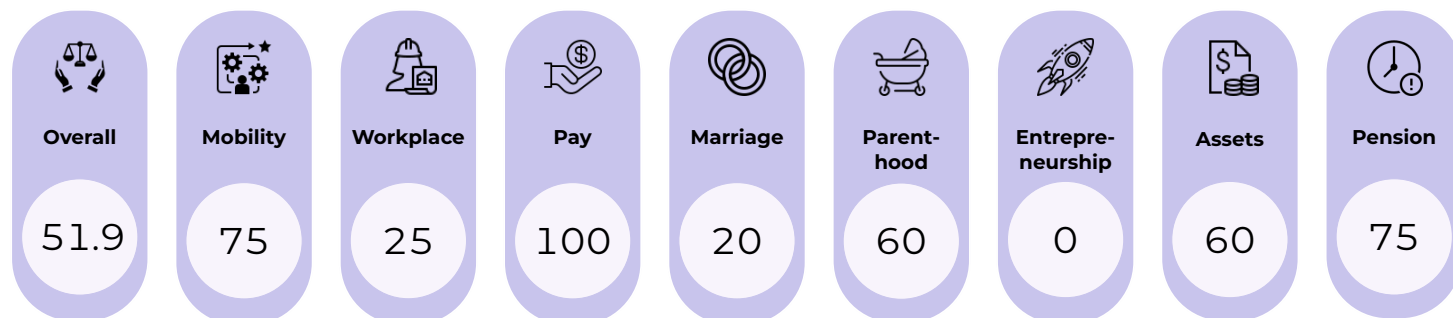 Overall
51.9
Mobility
75
Workplace
25
Pay
100
Marriage
20
Parent-
hood
60
Entrepre-
neurship
0
Assets
60
Pension
75